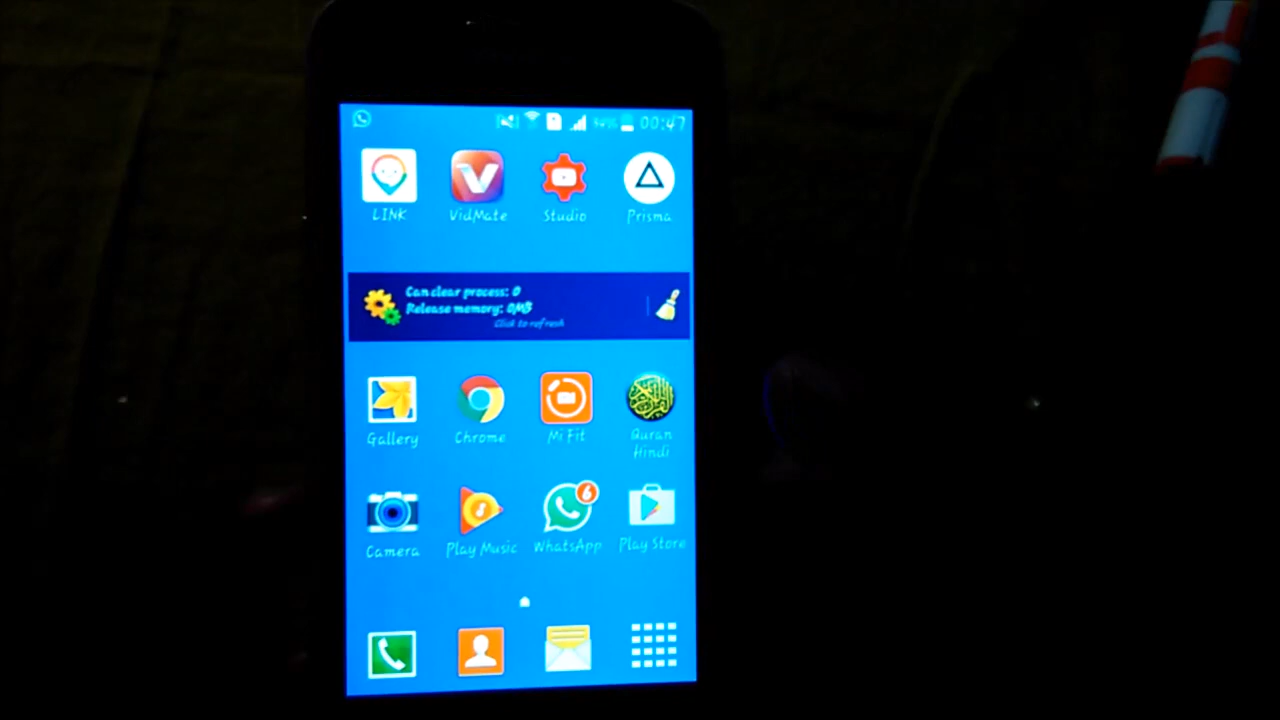 00:47
LINK
VidMate
Studio
Prisma
Can clear process: 0
Release memory: 0MB
Click to refresh
Gallery
Chrome
Mi Fit
Quran
Hindi
6
Camera
Play Music
WhatsApp
Play Store